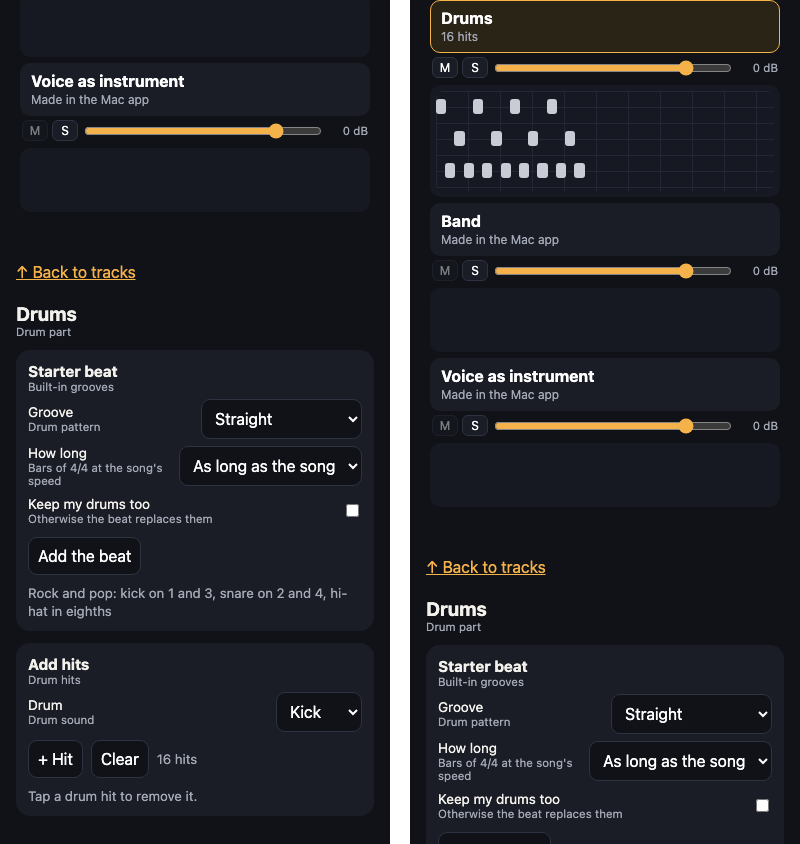 Voice as instrument
Made in the Mac app
M S 0 dB
↑ Back to tracks
Drums
Drum part
Starter beat
Built-in grooves
Groove
Drum pattern
Straight
How long
Bars of 4/4 at the song's
speed
As long as the song
Keep my drums too
Otherwise the beat replaces them
Add the beat
Rock and pop: kick on 1 and 3, snare on 2 and 4, hi-
hat in eighths
Add hits
Drum hits
Drum
Drum sound
Kick
+ Hit Clear 16 hits
Tap a drum hit to remove it.
Drums
16 hits
M S 0 dB
Band
Made in the Mac app
M S 0 dB
Voice as instrument
Made in the Mac app
M S 0 dB
↑ Back to tracks
Drums
Drum part
Starter beat
Built-in grooves
Groove
Drum pattern
Straight
How long
Bars of 4/4 at the song's
speed
As long as the song
Keep my drums too
Otherwise the beat replaces them